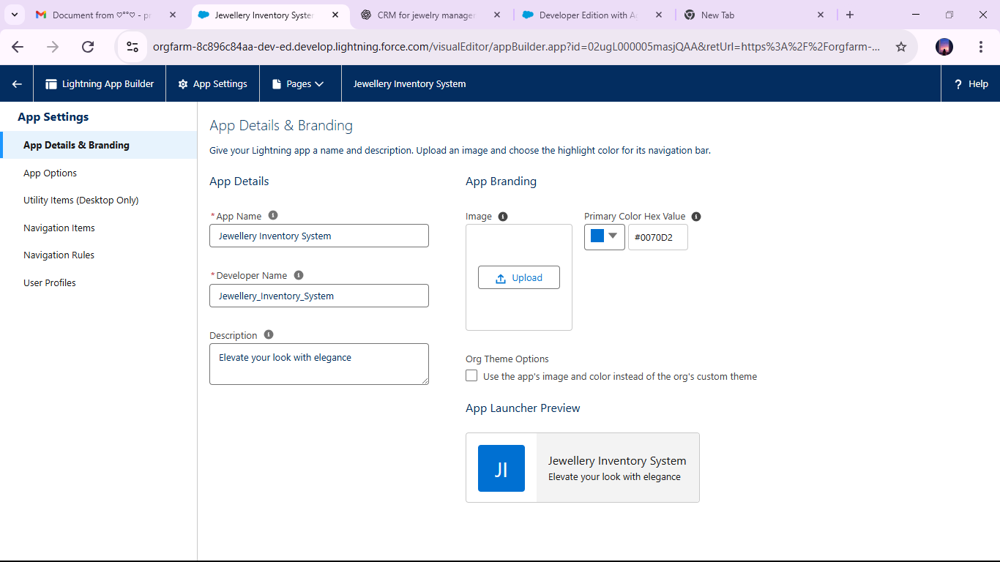 Document from ♡°°♡ - pr
Jewellery Inventory System
CRM for jewelry manage
Developer Edition with A
New Tab
orgfarm-8c896c84aa-dev-ed.develop.lightning.force.com/visualEditor/appBuilder.app?id=02ugL000005masjQAA&retUrl=https%3A%2F%2Forgfarm-...
Lightning App Builder
App Settings
Pages
Jewellery Inventory System
? Help
App Settings
App Details & Branding
App Options
Utility Items (Desktop Only)
Navigation Items
Navigation Rules
User Profiles
App Details & Branding
Give your Lightning app a name and description. Upload an image and choose the highlight color for its navigation bar.
App Details
*App Name
Jewellery Inventory System
*Developer Name
Jewellery_Inventory_System
Description
Elevate your look with elegance
App Branding
Image
Upload
Primary Color Hex Value
#0070D2
Org Theme Options
Use the app's image and color instead of the org's custom theme
App Launcher Preview
JI
Jewellery Inventory System
Elevate your look with elegance